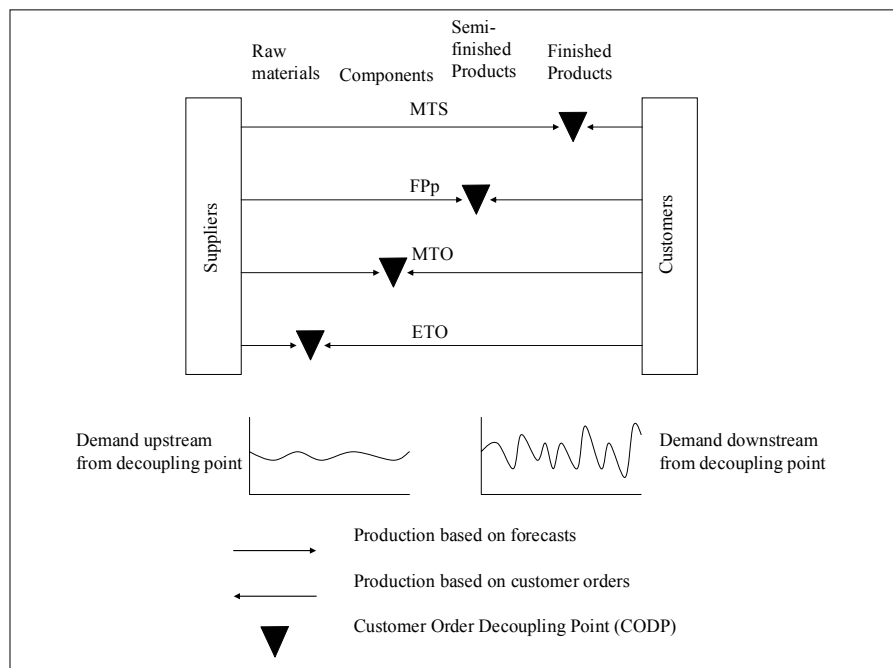 Raw
materials
Components
Semi-
finished
Products
Finished
Products
MTS
FPp
MTO
ETO
Suppliers
Customers
Demand upstream
from decoupling point
Demand downstream
from decoupling point
Production based on forecasts
Production based on customer orders
Customer Order Decoupling Point (CODP)